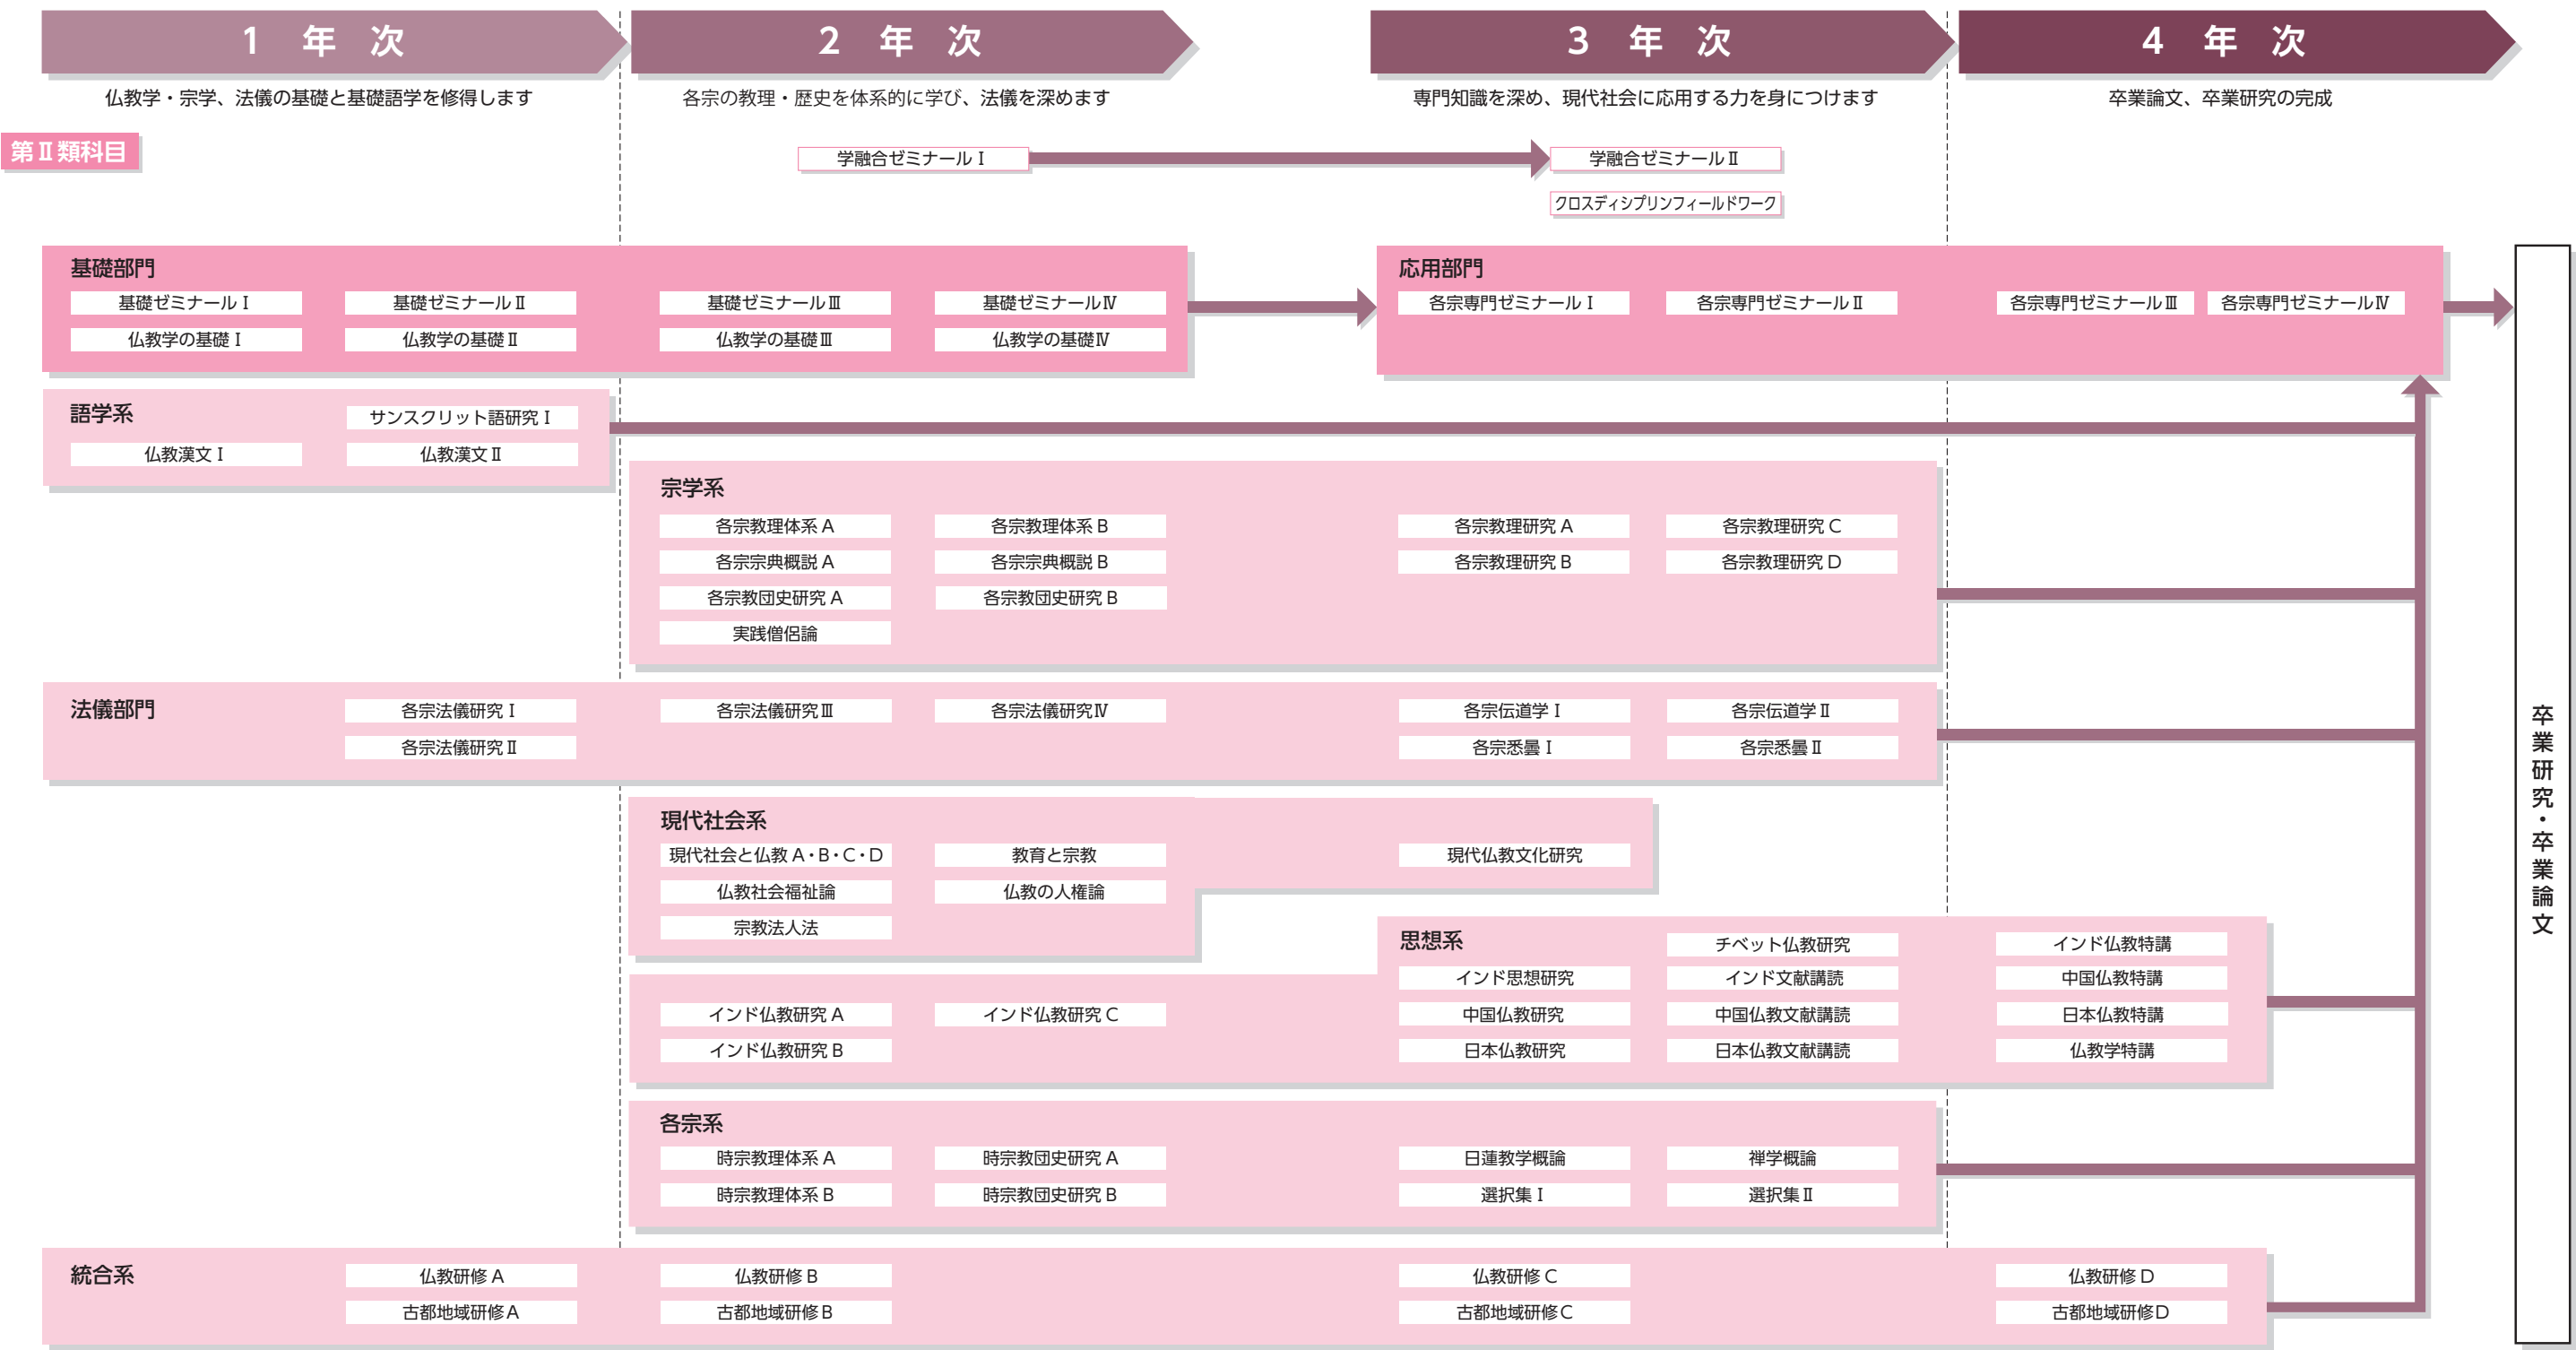 1 年 次
2 年 次
3 年 次
4 年 次
仏教学・宗学、法儀の基礎と基礎語学を修得します
各宗の教理・歴史を体系的に学び、法儀を深めます
専門知識を深め、現代社会に応用する力を身につけます
卒業論文、卒業研究の完成
第Ⅱ類科目
学融合ゼミナールⅠ
学融合ゼミナールⅡ
クロスディシプリンフィールドワーク
基礎部門
基礎ゼミナールⅠ
基礎ゼミナールⅡ
基礎ゼミナールⅢ
基礎ゼミナールⅣ
仏教学の基礎Ⅰ
仏教学の基礎Ⅱ
仏教学の基礎Ⅲ
仏教学の基礎Ⅳ
応用部門
各宗専門ゼミナールⅠ
各宗専門ゼミナールⅡ
各宗専門ゼミナールⅢ
各宗専門ゼミナールⅣ
語学系
サンスクリット語研究Ⅰ
仏教漢文Ⅰ
仏教漢文Ⅱ
宗学系
各宗教理体系A
各宗教理体系B
各宗教理研究A
各宗教理研究C
各宗宗典概説A
各宗宗典概説B
各宗教理研究B
各宗教理研究D
各宗教団史研究A
各宗教団史研究B
実践僧侶論
法儀部門
各宗法儀研究Ⅰ
各宗法儀研究Ⅲ
各宗法儀研究Ⅳ
各宗伝道学Ⅰ
各宗伝道学Ⅱ
各宗法儀研究Ⅱ
各宗悉曇Ⅰ
各宗悉曇Ⅱ
現代社会系
現代社会と仏教A・B・C・D
教育と宗教
現代仏教文化研究
仏教社会福祉論
仏教の人権論
宗教法人法
思想系
チベット仏教研究
インド仏教特講
インド思想研究
インド文献講読
中国仏教特講
インド仏教研究A
インド仏教研究C
中国仏教研究
中国仏教文献講読
日本仏教特講
インド仏教研究B
日本仏教研究
日本仏教文献講読
仏教学特講
各宗系
時宗教理体系A
時宗教団史研究A
日蓮教学概論
禅学概論
時宗教理体系B
時宗教団史研究B
選択集Ⅰ
選択集Ⅱ
統合系
仏教研修A
仏教研修B
仏教研修C
仏教研修D
古都地域研修A
古都地域研修B
古都地域研修C
古都地域研修D
卒業研究・卒業論文